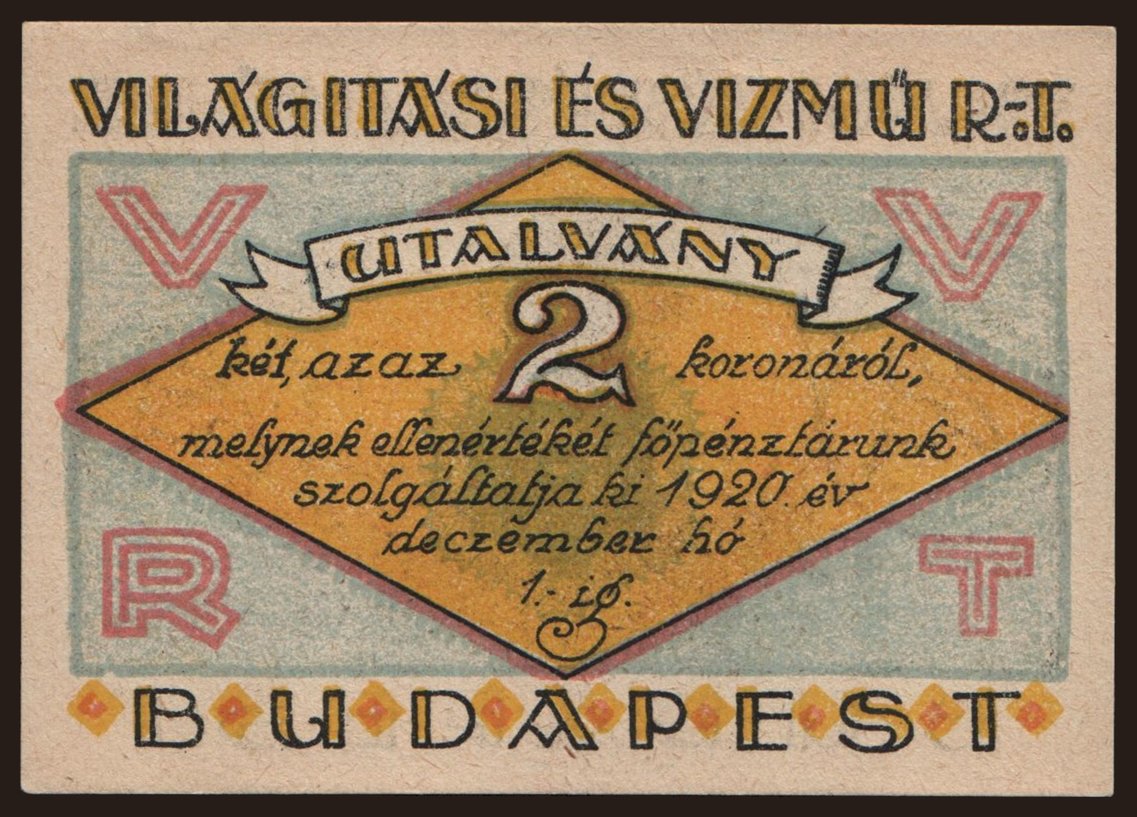 VILÁGITÁSI ÉS VIZMŰ R.-T.
V V
UTALVÁNY
2
két, azaz koronáról,
melynek ellenértékét főpénztárunk
szolgáltatja ki 1920. év
deczember hó
1.-ig.
R T
BUDAPEST